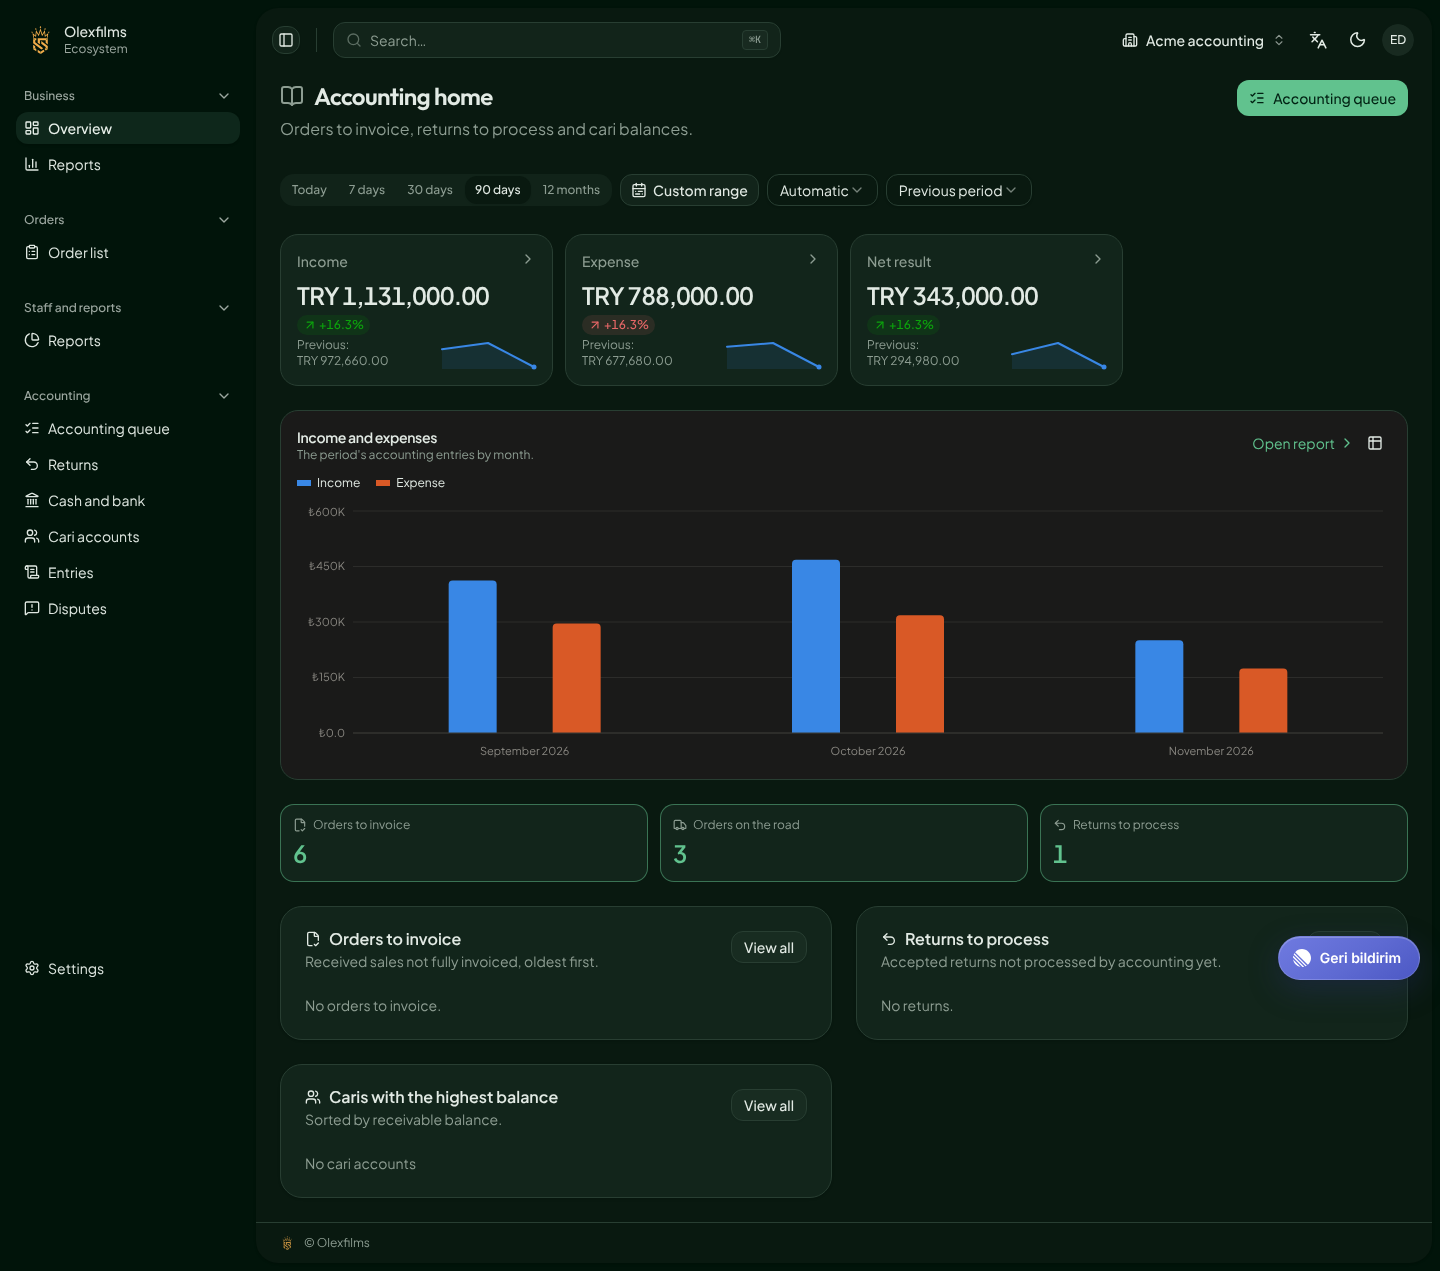 Olexfilms
Ecosystem
Business
Overview
Reports
Orders
Order list
Staff and reports
Reports
Accounting
Accounting queue
Returns
Cash and bank
Cari accounts
Entries
Disputes
Settings
Search...
⌘K
Acme accounting
ED
Accounting home
Orders to invoice, returns to process and cari balances.
Accounting queue
Today
7 days
30 days
90 days
12 months
Custom range
Automatic
Previous period
Income
TRY 1,131,000.00
+16.3%
Previous:
TRY 972,660.00
Expense
TRY 788,000.00
+16.3%
Previous:
TRY 677,680.00
Net result
TRY 343,000.00
+16.3%
Previous:
TRY 294,980.00
Income and expenses
The period's accounting entries by month.
Open report
Income
Expense
₺600K
₺450K
₺300K
₺150K
₺0.0
September 2026
October 2026
November 2026
Orders to invoice
6
Orders on the road
3
Returns to process
1
Orders to invoice
Received sales not fully invoiced, oldest first.
View all
No orders to invoice.
Returns to process
Accepted returns not processed by accounting yet.
No returns.
Geri bildirim
Caris with the highest balance
Sorted by receivable balance.
View all
No cari accounts
© Olexfilms